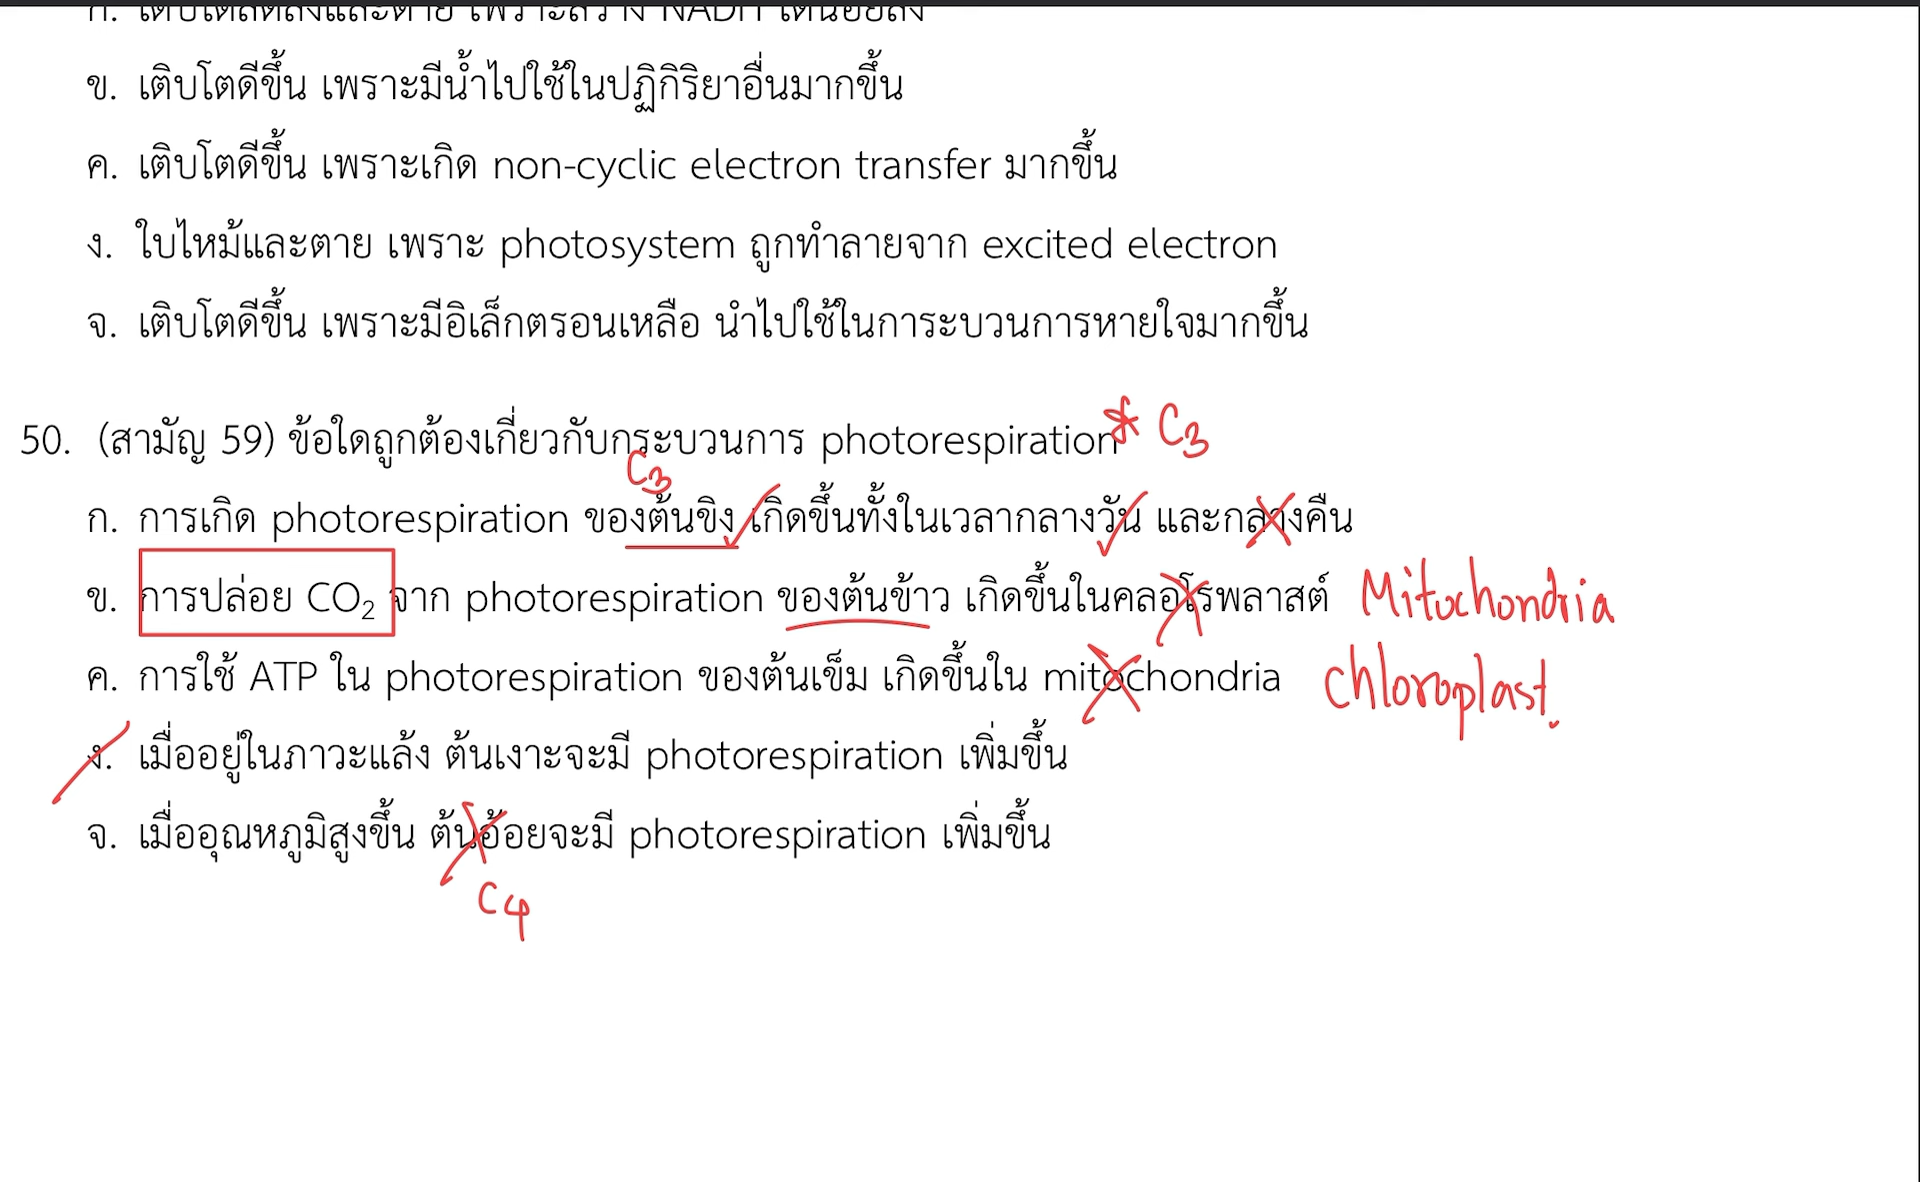 ข. เติบโตดีขึ้น เพราะมีน้ำไปใช้ในปฏิกิริยาอื่นมากขึ้น
ค. เติบโตดีขึ้น เพราะเกิด non-cyclic electron transfer มากขึ้น
ง. ใบไหม้และตาย เพราะ photosystem ถูกทำลายจาก excited electron
จ. เติบโตดีขึ้น เพราะมีอิเล็กตรอนเหลือ นำไปใช้ในการะบวนการหายใจมากขึ้น
50. (สามัญ 59) ข้อใดถูกต้องเกี่ยวกับกระบวนการ photorespiration * C3
C3
ก. การเกิด photorespiration ของต้นขิง เกิดขึ้นทั้งในเวลากลางวัน และกลางคืน
ข. การปล่อย CO₂ จาก photorespiration ของต้นข้าว เกิดขึ้นในคลอโรพลาสต์ Mitochondria
ค. การใช้ ATP ใน photorespiration ของต้นเข็ม เกิดขึ้นใน mitochondria chloroplast.
ง. เมื่ออยู่ในภาวะแล้ง ต้นเงาะจะมี photorespiration เพิ่มขึ้น
จ. เมื่ออุณหภูมิสูงขึ้น ต้นอ้อยจะมี photorespiration เพิ่มขึ้น
C4